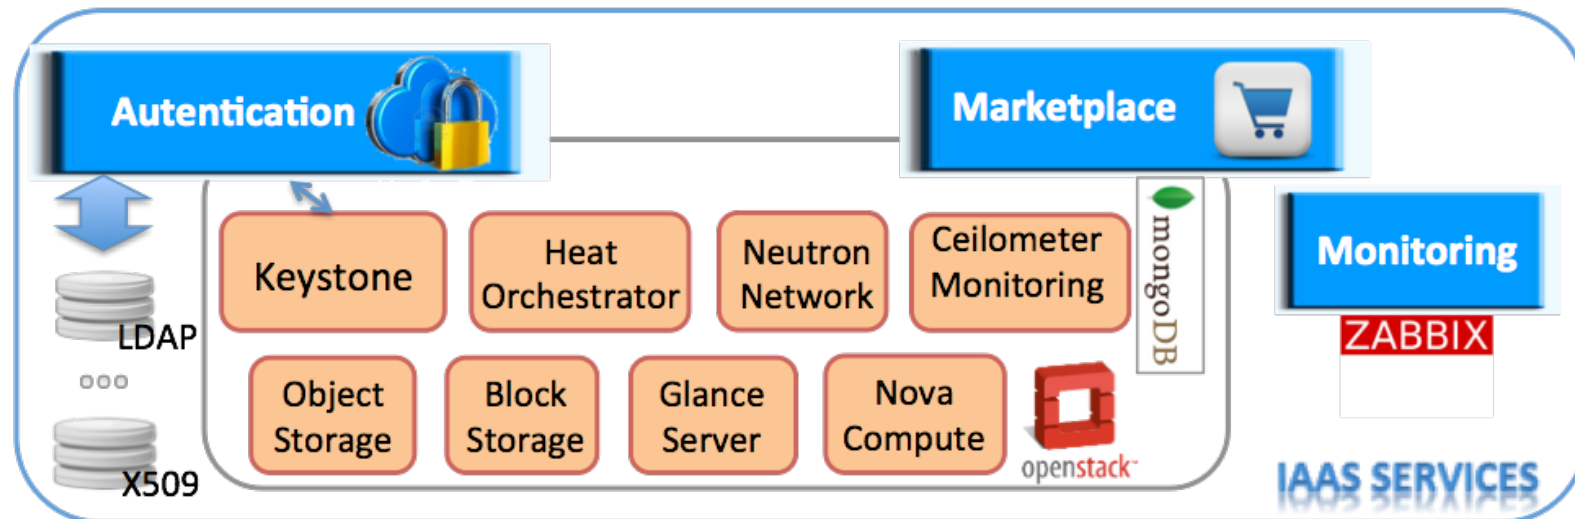 Autentication
Marketplace
Monitoring
Keystone
Heat
Orchestrator
Neutron
Network
Ceilometer
Monitoring
mongoDB
ZABBIX
LDAP
Object
Storage
Block
Storage
Glance
Server
Nova
Compute
openstack
X509
IAAS SERVICES